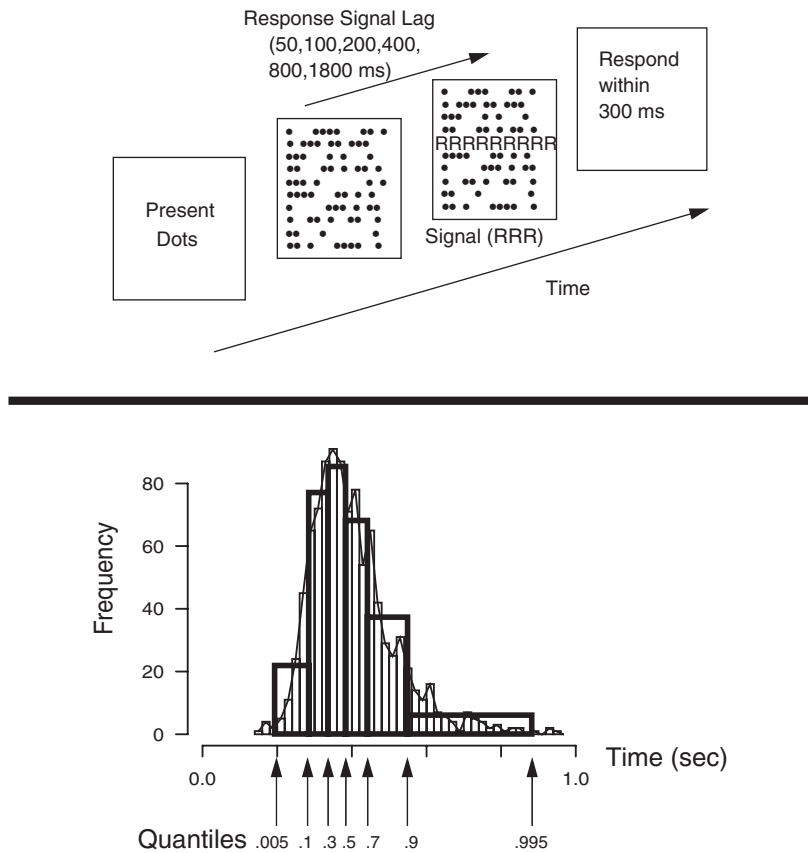 Response Signal Lag
(50,100,200,400,
800,1800 ms)
Present
Dots
RRRRRRRRR
Signal (RRR)
Respond
within
300 ms
Time
Frequency
80
60
40
20
0
0.0
1.0
Time (sec)
Quantiles .005 .1 .3 .5 .7 .9 .995